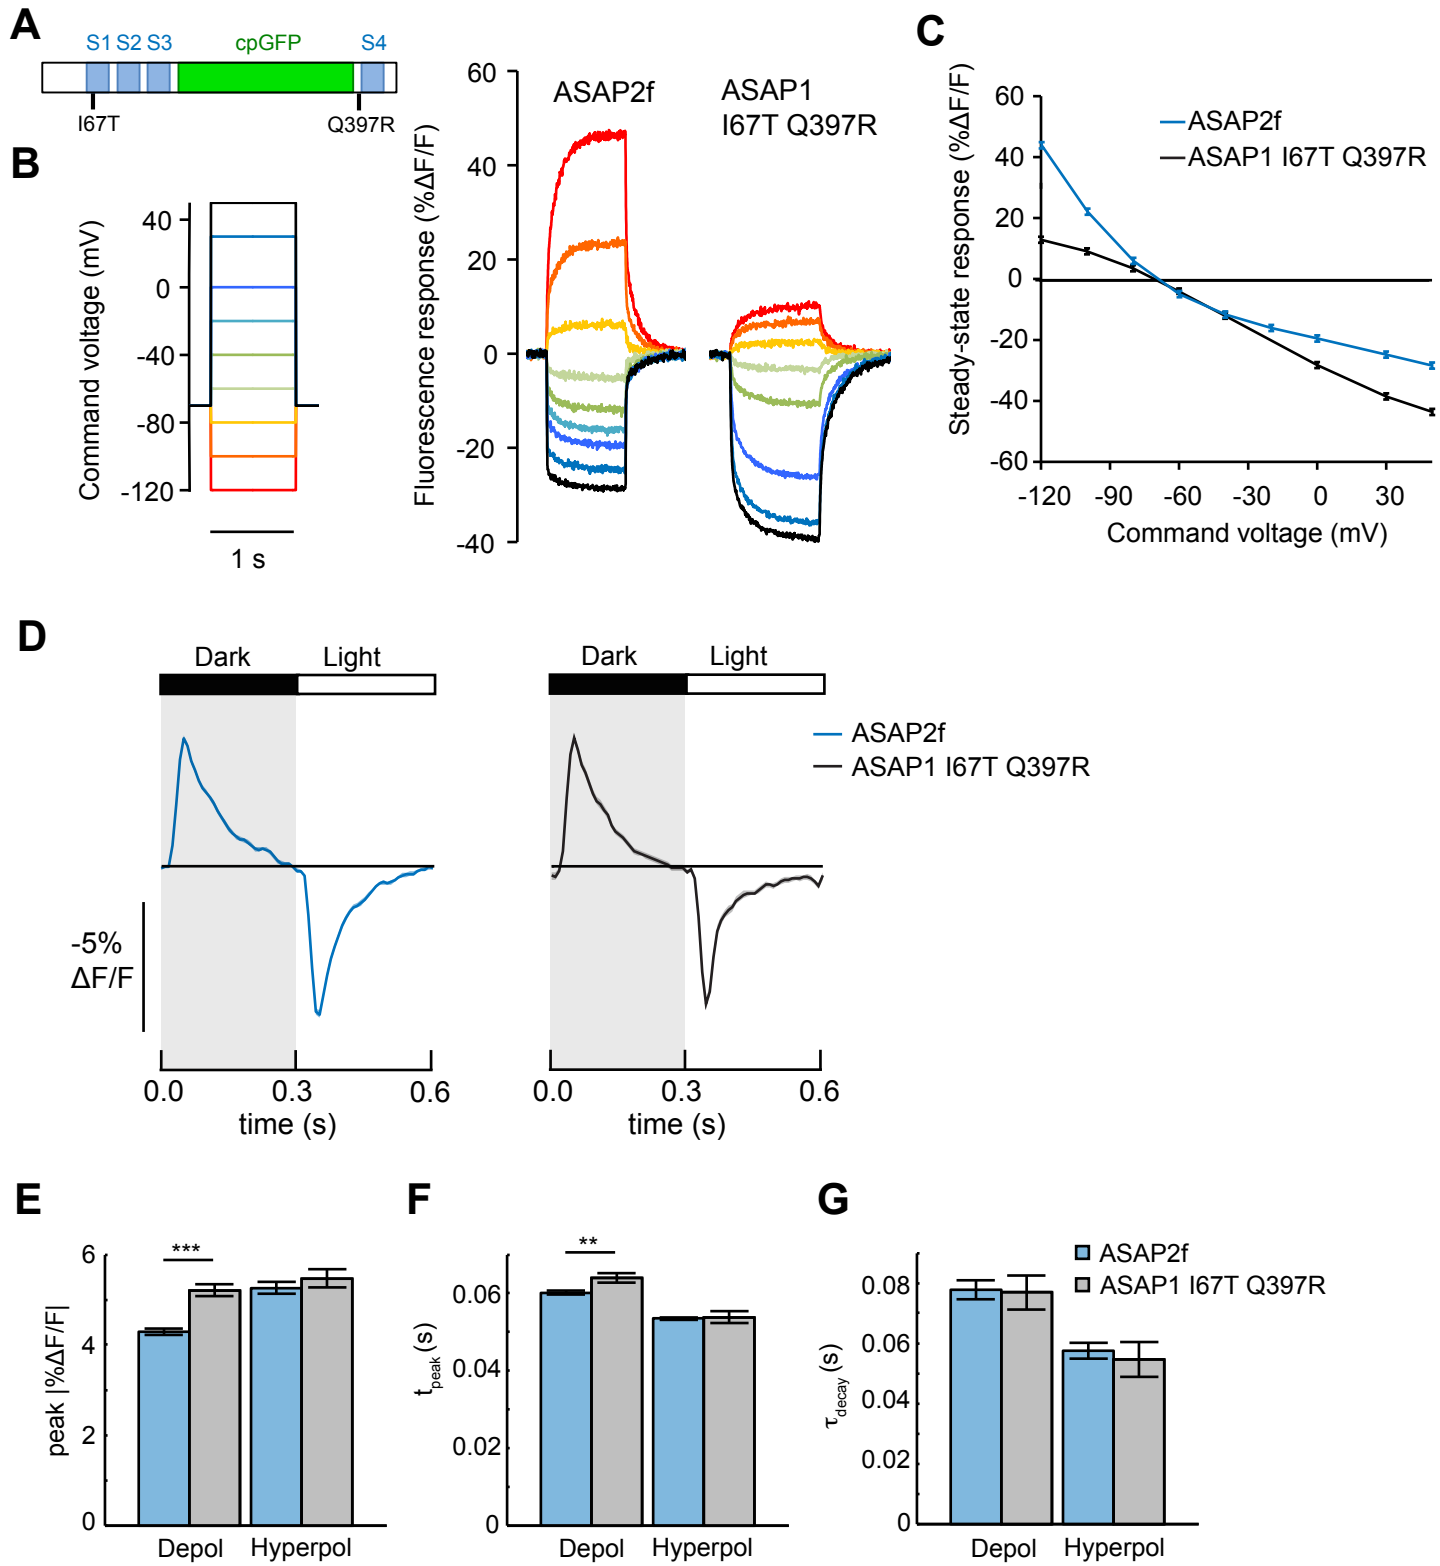 A
S1 S2 S3 cpGFP S4
I67T Q397R
B
Command voltage (mV)
40
0
-40
-80
-120
1 s
Fluorescence response (%ΔF/F)
60
40
20
0
-20
-40
ASAP2f
ASAP1
I67T Q397R
C
Steady-state response (%ΔF/F)
60
40
20
0
-20
-40
-60
-120 -90 -60 -30 0 30
Command voltage (mV)
ASAP2f
ASAP1 I67T Q397R
D
Dark Light
-5%
ΔF/F
0.0 0.3 0.6
time (s)
Dark Light
0.0 0.3 0.6
time (s)
ASAP2f
ASAP1 I67T Q397R
E
peak |%ΔF/F|
6
4
2
0
***
Depol Hyperpol
F
tpeak (s)
0.06
0.04
0.02
0
**
Depol Hyperpol
G
τdecay (s)
0.08
0.06
0.04
0.02
0
ASAP2f
ASAP1 I67T Q397R
Depol Hyperpol